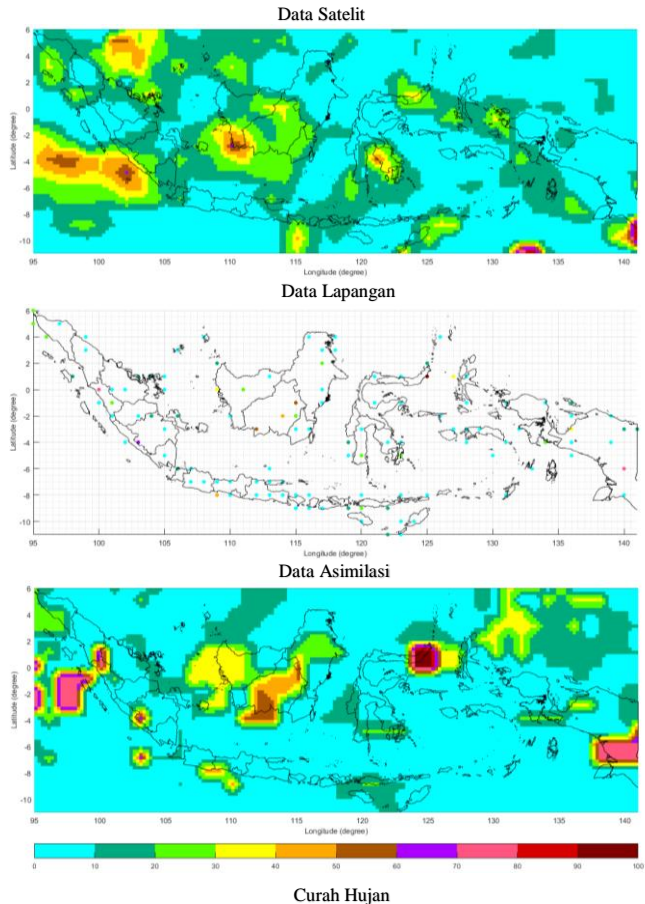 Data Satelit
6
4
2
0
-2
-4
-6
-8
-10
Latitude (degree)
95 100 105 110 115 120 125 130 135 140
Longitude (degree)
Data Lapangan
6
4
2
0
-2
-4
-6
-8
-10
Latitude (degree)
95 100 105 110 115 120 125 130 135 140
Longitude (degree)
Data Asimilasi
6
4
2
0
-2
-4
-6
-8
-10
Latitude (degree)
95 100 105 110 115 120 125 130 135 140
Longitude (degree)
0 10 20 30 40 50 60 70 80 90 100
Curah Hujan